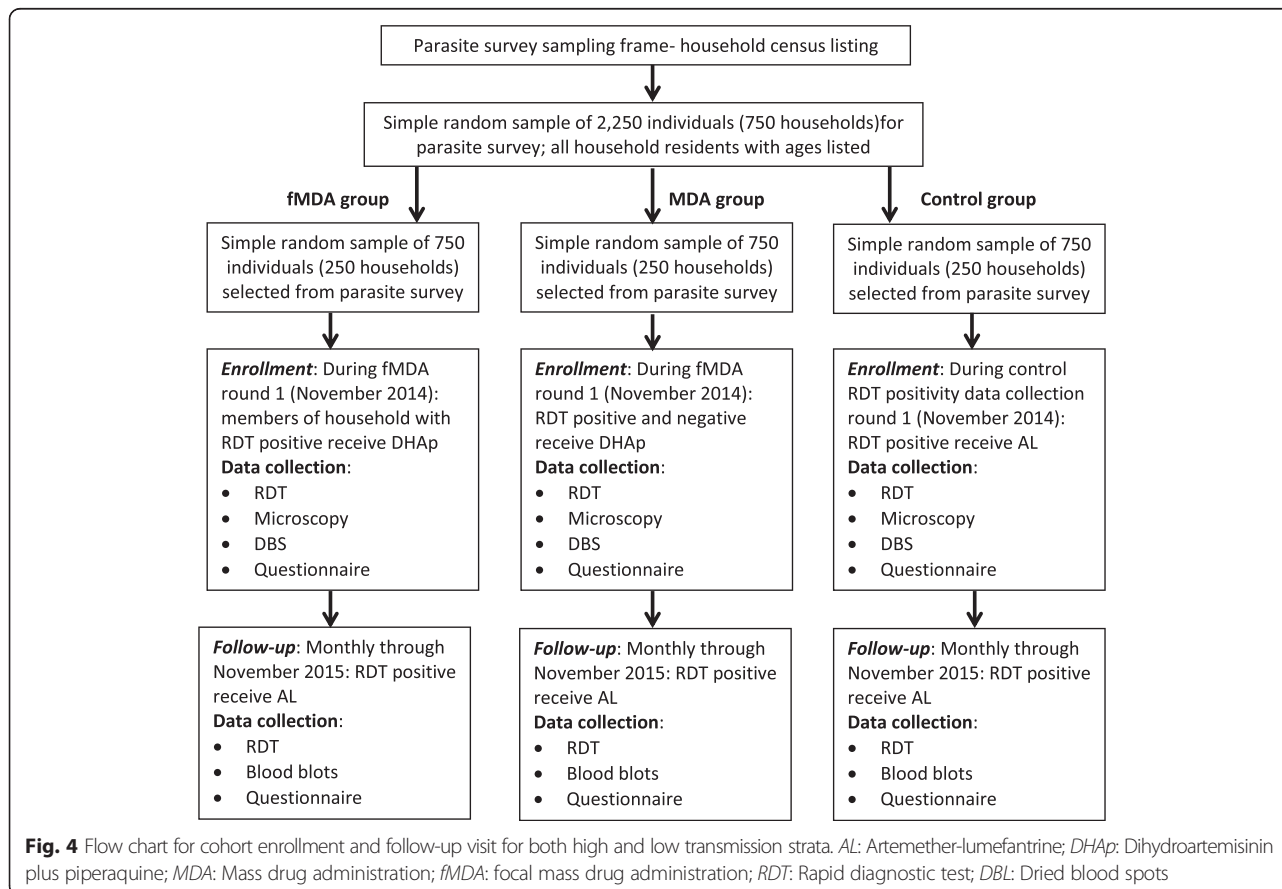 Parasite survey sampling frame- household census listing
Simple random sample of 2,250 individuals (750 households)for
parasite survey; all household residents with ages listed
fMDA group
MDA group
Control group
Simple random sample of 750
individuals (250 households)
selected from parasite survey
Simple random sample of 750
individuals (250 households)
selected from parasite survey
Simple random sample of 750
individuals (250 households)
selected from parasite survey
Enrollment: During fMDA
round 1 (November 2014):
members of household with
RDT positive receive DHAp
Data collection:
• RDT
• Microscopy
• DBS
• Questionnaire
Enrollment: During fMDA
round 1 (November 2014):
RDT positive and negative
receive DHAp
Data collection:
• RDT
• Microscopy
• DBS
• Questionnaire
Enrollment: During control
RDT positivity data collection
round 1 (November 2014):
RDT positive receive AL
Data collection:
• RDT
• Microscopy
• DBS
• Questionnaire
Follow-up: Monthly through
November 2015: RDT positive
receive AL
Data collection:
• RDT
• Blood blots
• Questionnaire
Follow-up: Monthly through
November 2015: RDT positive
receive AL
Data collection:
• RDT
• Blood blots
• Questionnaire
Follow-up: Monthly through
November 2015: RDT positive
receive AL
Data collection:
• RDT
• Blood blots
• Questionnaire
Fig. 4 Flow chart for cohort enrollment and follow-up visit for both high and low transmission strata. AL: Artemether-lumefantrine; DHAp: Dihydroartemisinin
plus piperaquine; MDA: Mass drug administration; fMDA: focal mass drug administration; RDT: Rapid diagnostic test; DBL: Dried blood spots